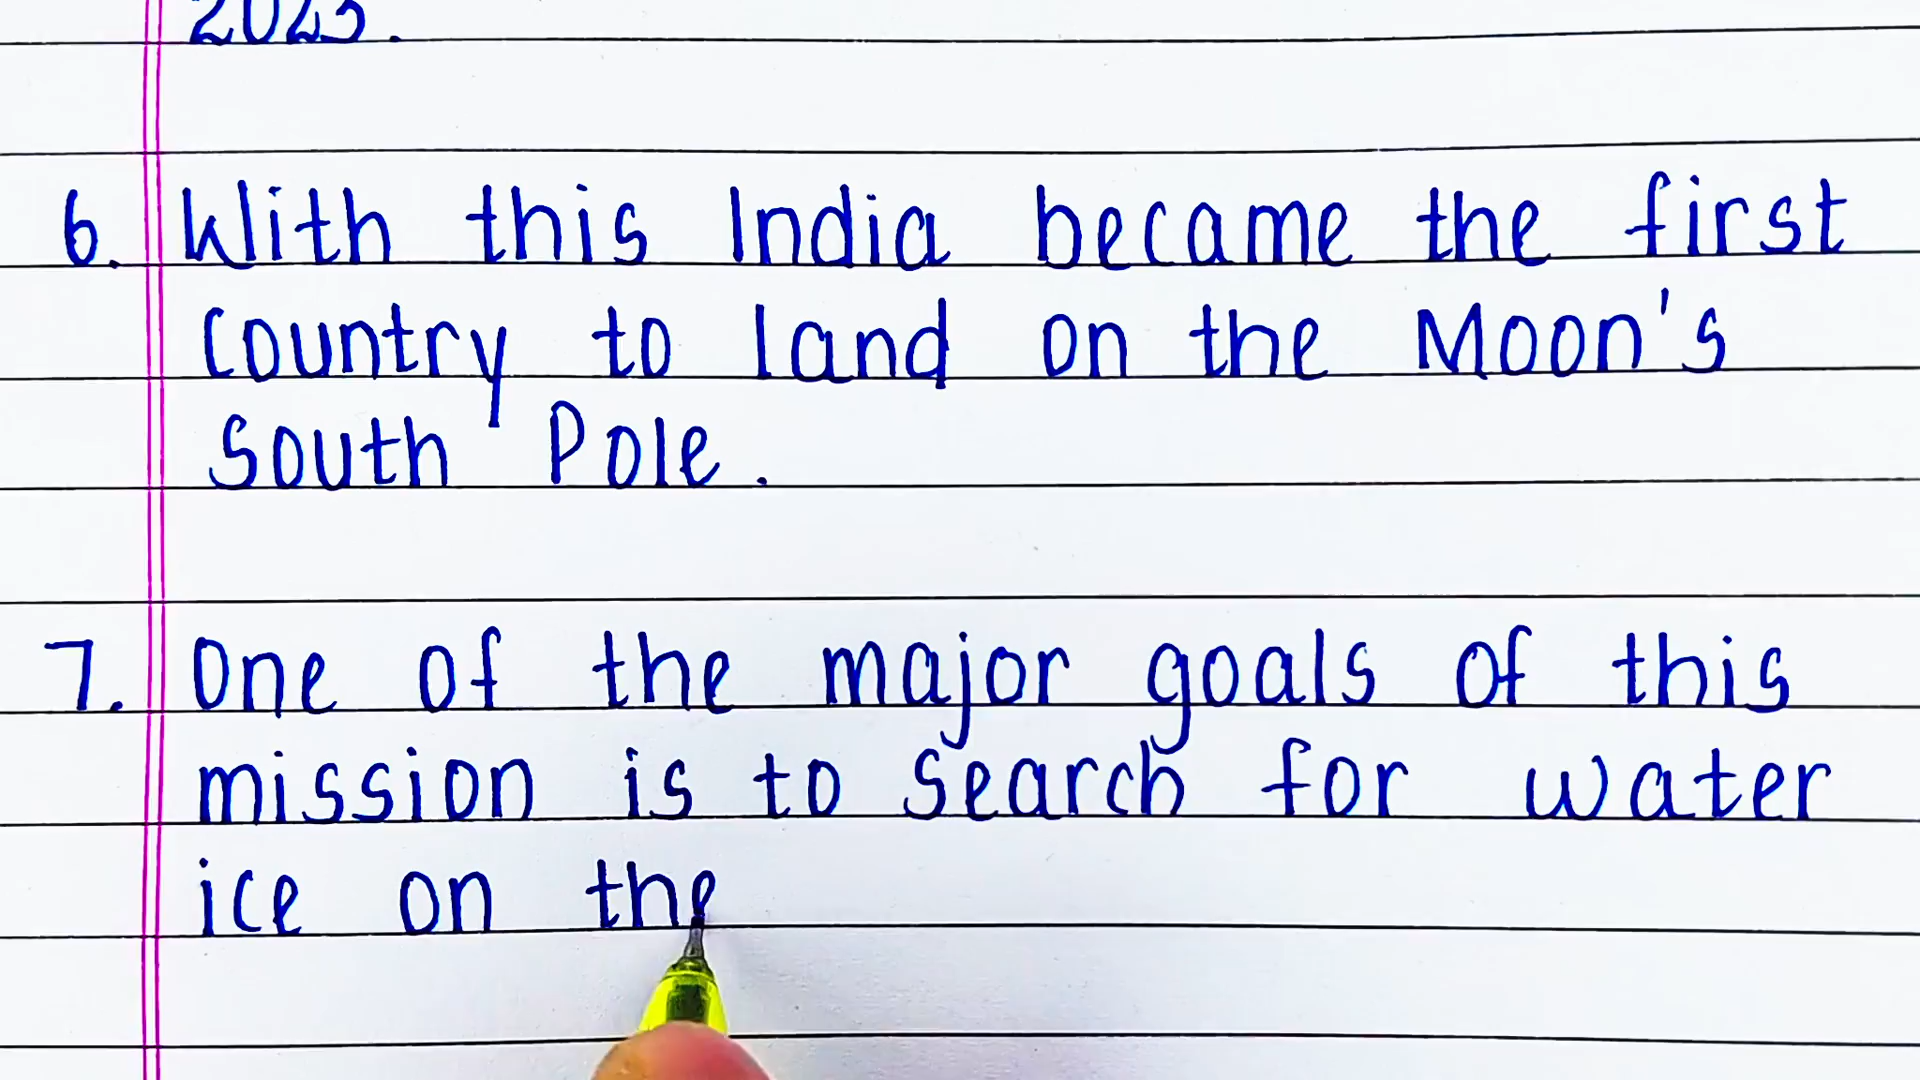 2023.
6. With this India became the first
country to land on the Moon's
South Pole.
7. One of the major goals of this
mission is to search for water
ice on the